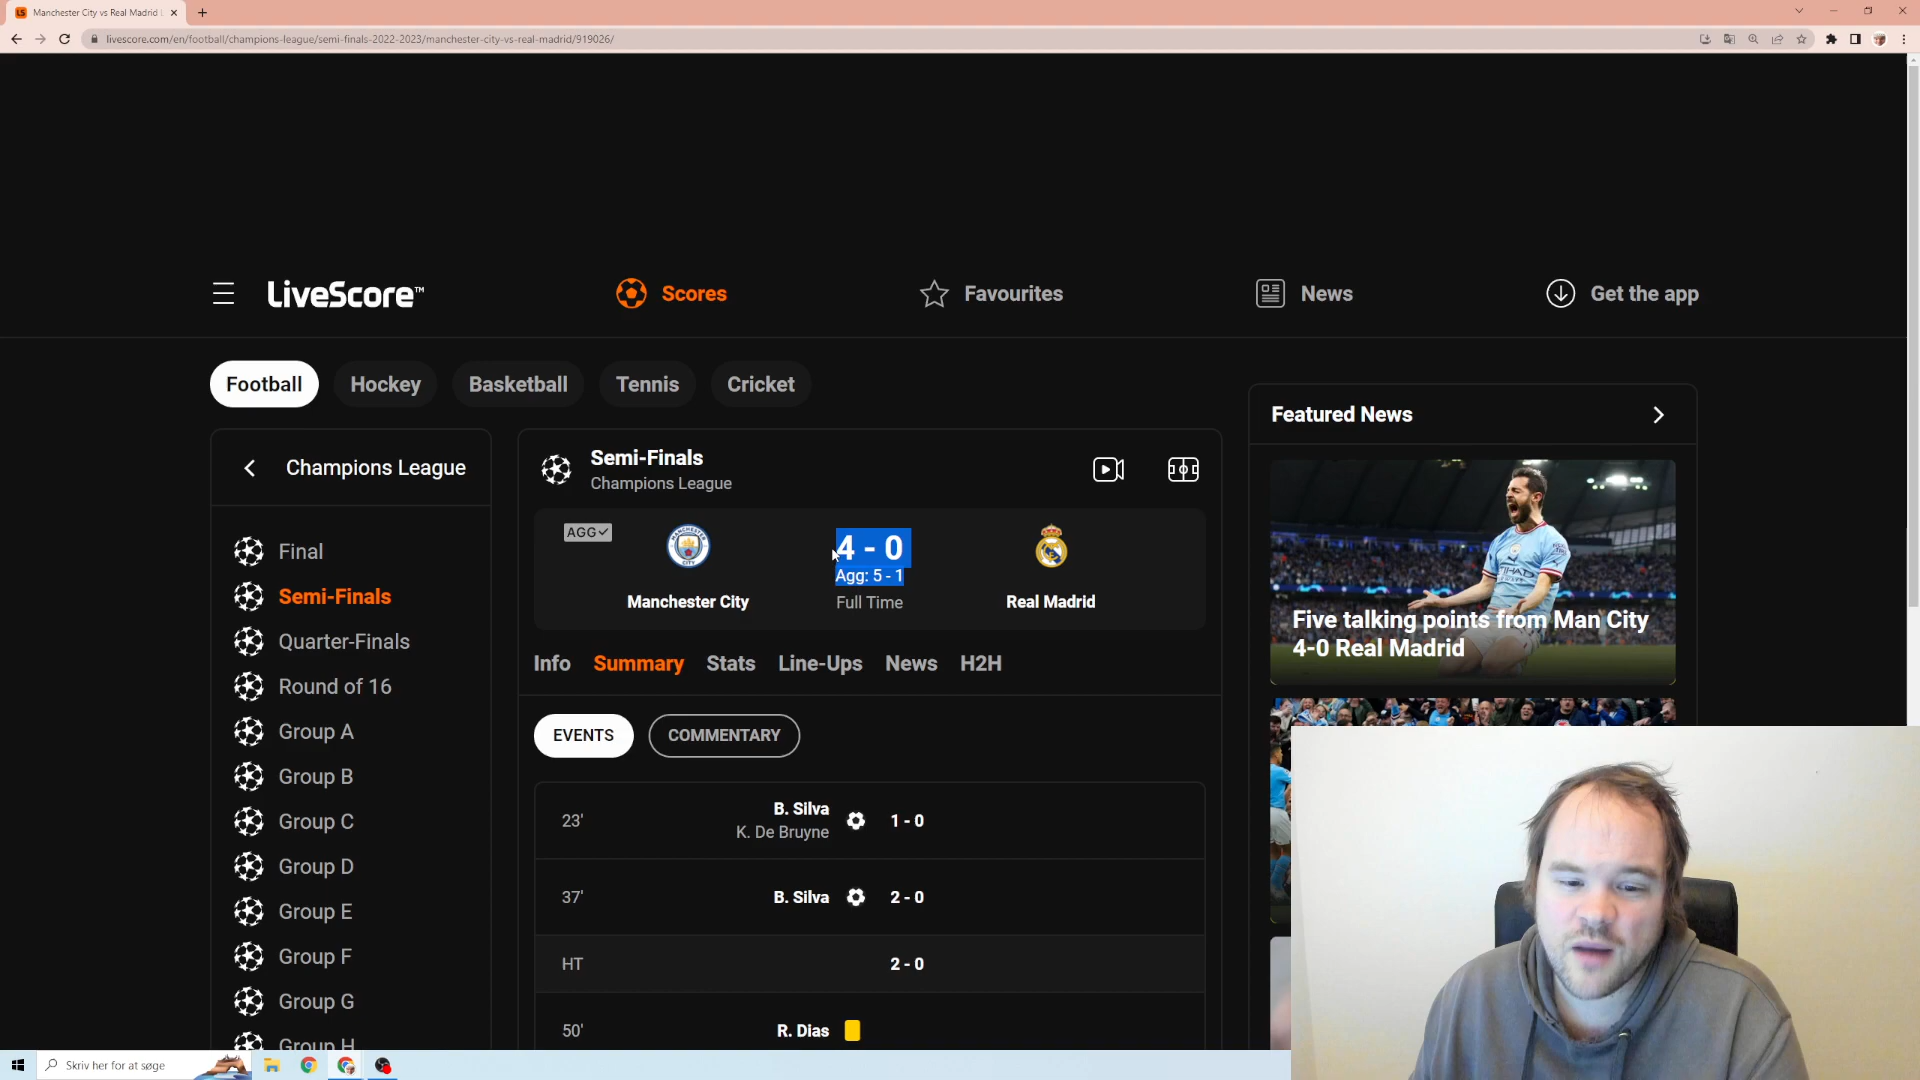 Manchester City vs Real Madrid
livescore.com/en/football/champions-league/semi-finals-2022-2023/manchester-city-vs-real-madrid/919026/
LiveScore™
Scores
Favourites
News
Get the app
Football
Hockey
Basketball
Tennis
Cricket
Champions League
Final
Semi-Finals
Quarter-Finals
Round of 16
Group A
Group B
Group C
Group D
Group E
Group F
Group G
Group H
Semi-Finals
Champions League
AGG
MANCHESTER
CITY
4 - 0
Agg: 5 - 1
Full Time
Manchester City
Real Madrid
Info
Summary
Stats
Line-Ups
News
H2H
EVENTS
COMMENTARY
23'
B. Silva
K. De Bruyne
1 - 0
37'
B. Silva
2 - 0
HT
2 - 0
50'
R. Dias
Featured News
Five talking points from Man City
4-0 Real Madrid
Skriv her for at søge